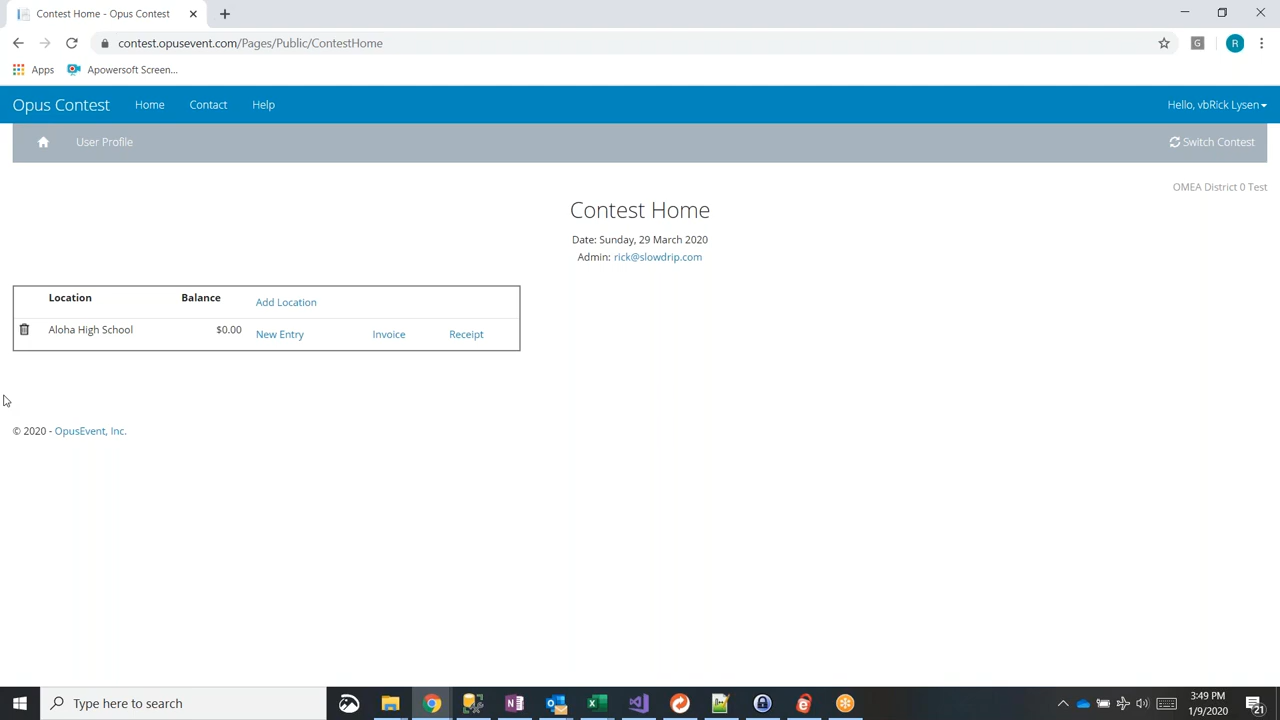 Contest Home - Opus Contest
contest.opusevent.com/Pages/Public/ContestHome
G
R
Apps
Apowersoft Screen...
Opus Contest
Home
Contact
Help
Hello, vbRick Lysen
User Profile
Switch Contest
OMEA District 0 Test
Contest Home
Date: Sunday, 29 March 2020
Admin: rick@slowdrip.com
Location Balance Add Location
Aloha High School $0.00 New Entry Invoice Receipt
© 2020 - OpusEvent, Inc.
Type here to search
3:49 PM
1/9/2020
21